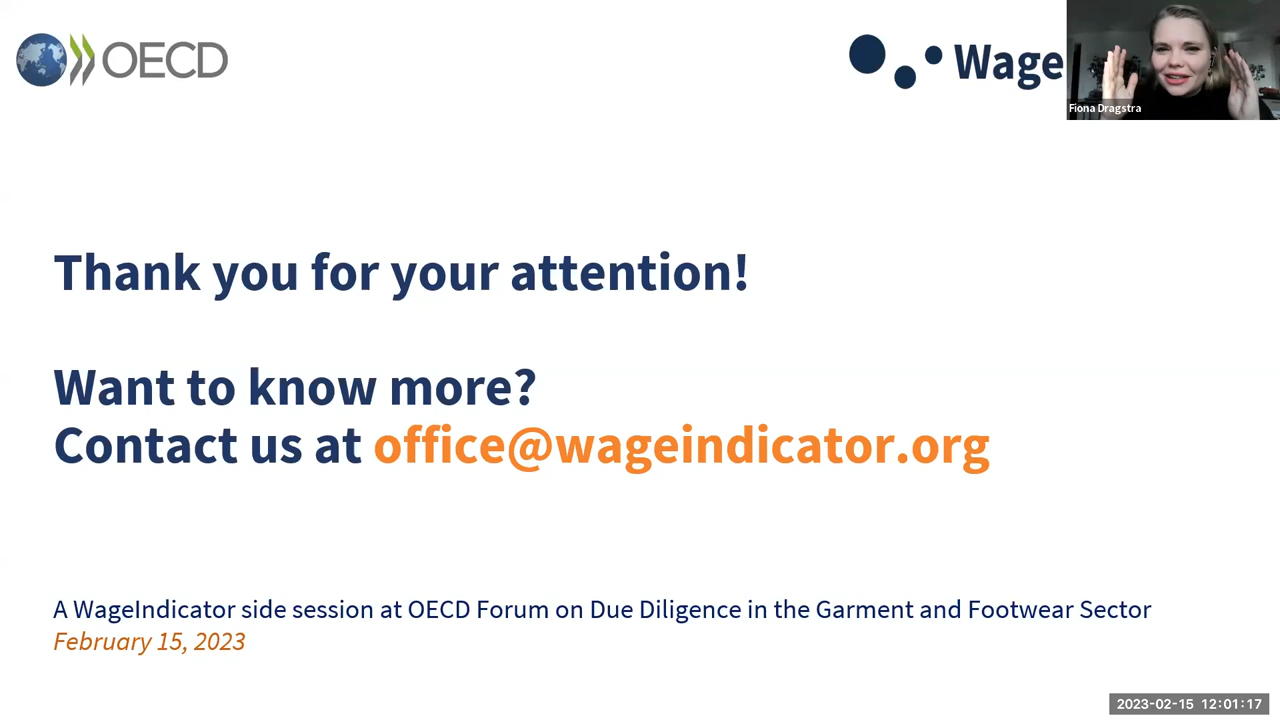 OECD
Wage
Fiona Dragstra
Thank you for your attention!
Want to know more?
Contact us at office@wageindicator.org
A WageIndicator side session at OECD Forum on Due Diligence in the Garment and Footwear Sector
February 15, 2023
2023-02-15 12:01:17